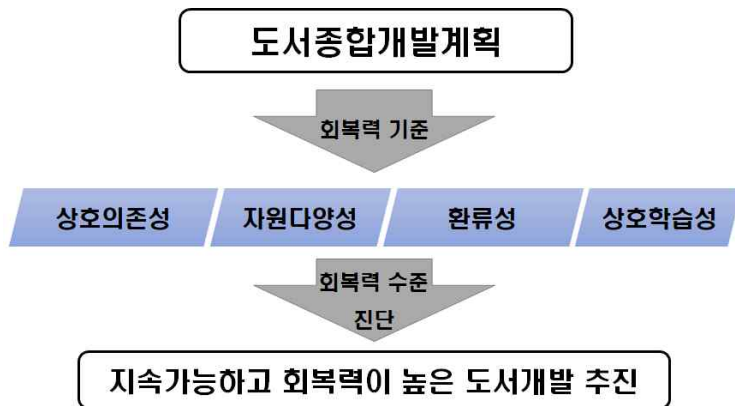 도서종합개발계획
회복력 기준
상호의존성 자원다양성 환류성 상호학습성
회복력 수준
진단
지속가능하고 회복력이 높은 도서개발 추진